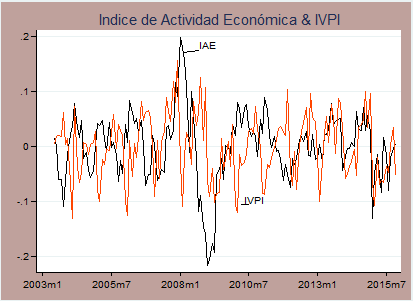 Indice de Actividad Económica & IVPI
.2
IAE
.1
0
-.1
IVPI
-.2
2003m1 2005m7 2008m1 2010m7 2013m1 2015m7